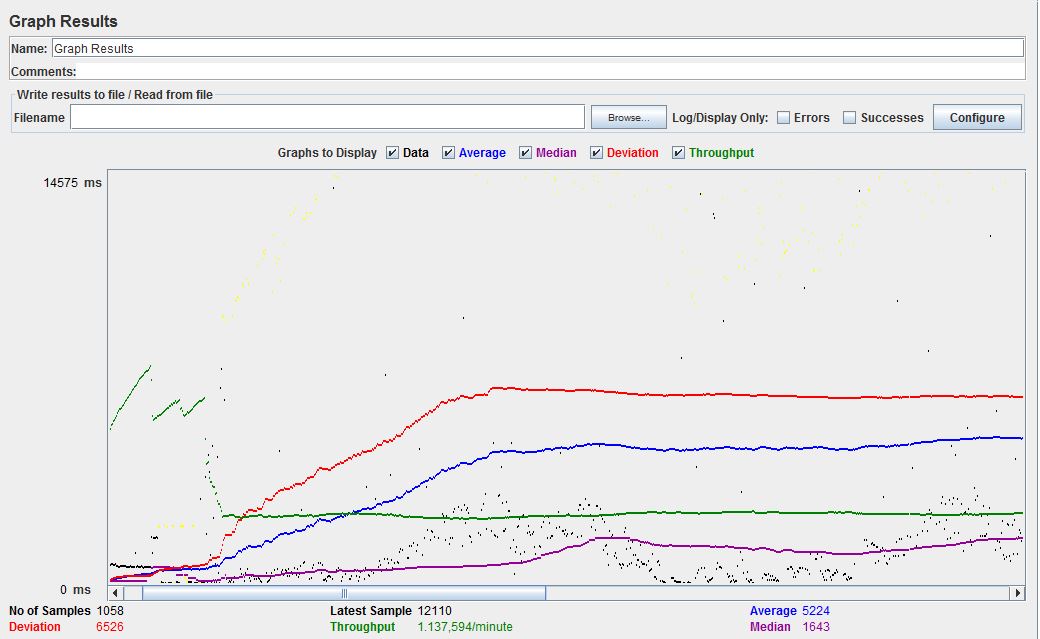 Graph Results
Name: Graph Results
Comments:
Write results to file / Read from file
Filename Browse... Log/Display Only: Errors Successes Configure
Graphs to Display Data Average Median Deviation Throughput
14575 ms
0 ms
No of Samples 1058 Latest Sample 12110 Average 5224
Deviation 6526 Throughput 1.137,594/minute Median 1643